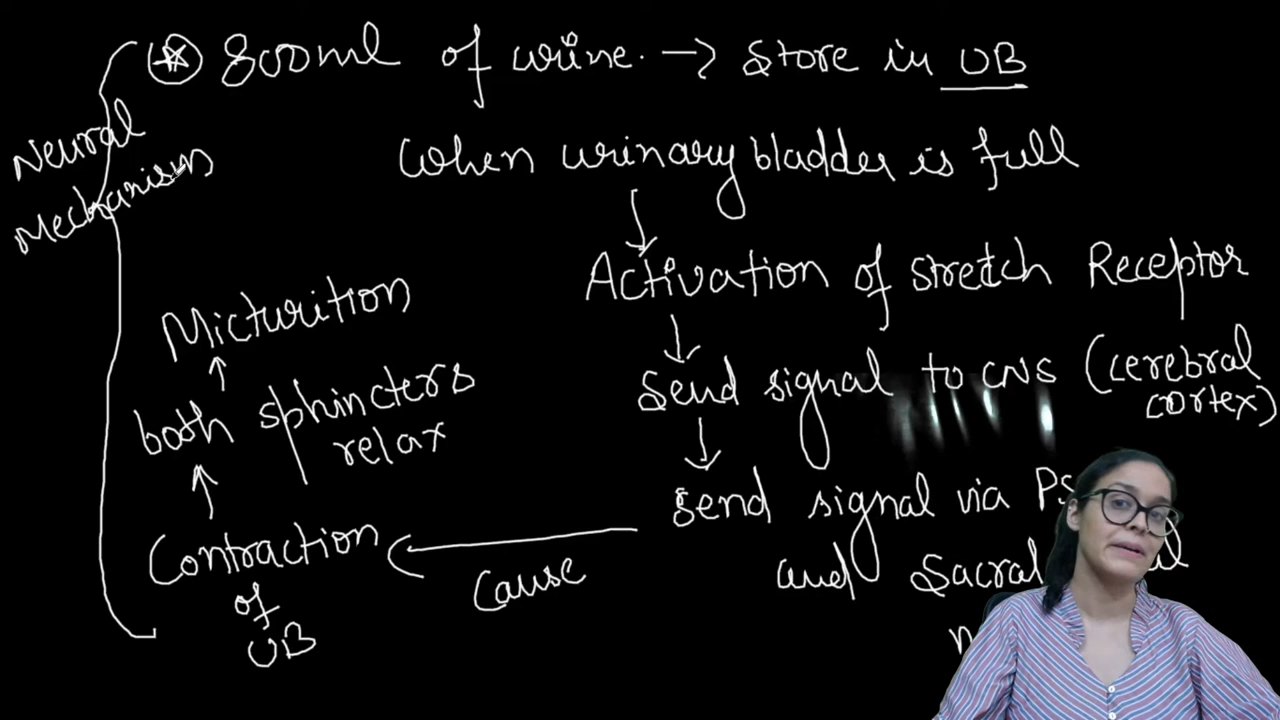 800ml of urine. → Store in UB
When urinary bladder is full
↓
Activation of stretch Receptor
↓
Send signal to CNS (cerebral cortex)
↓
Send signal via
and Sacral
Cause
Contraction
of
UB
↑
both sphincters
relax
↑
Micturition
Neural
Mechanism